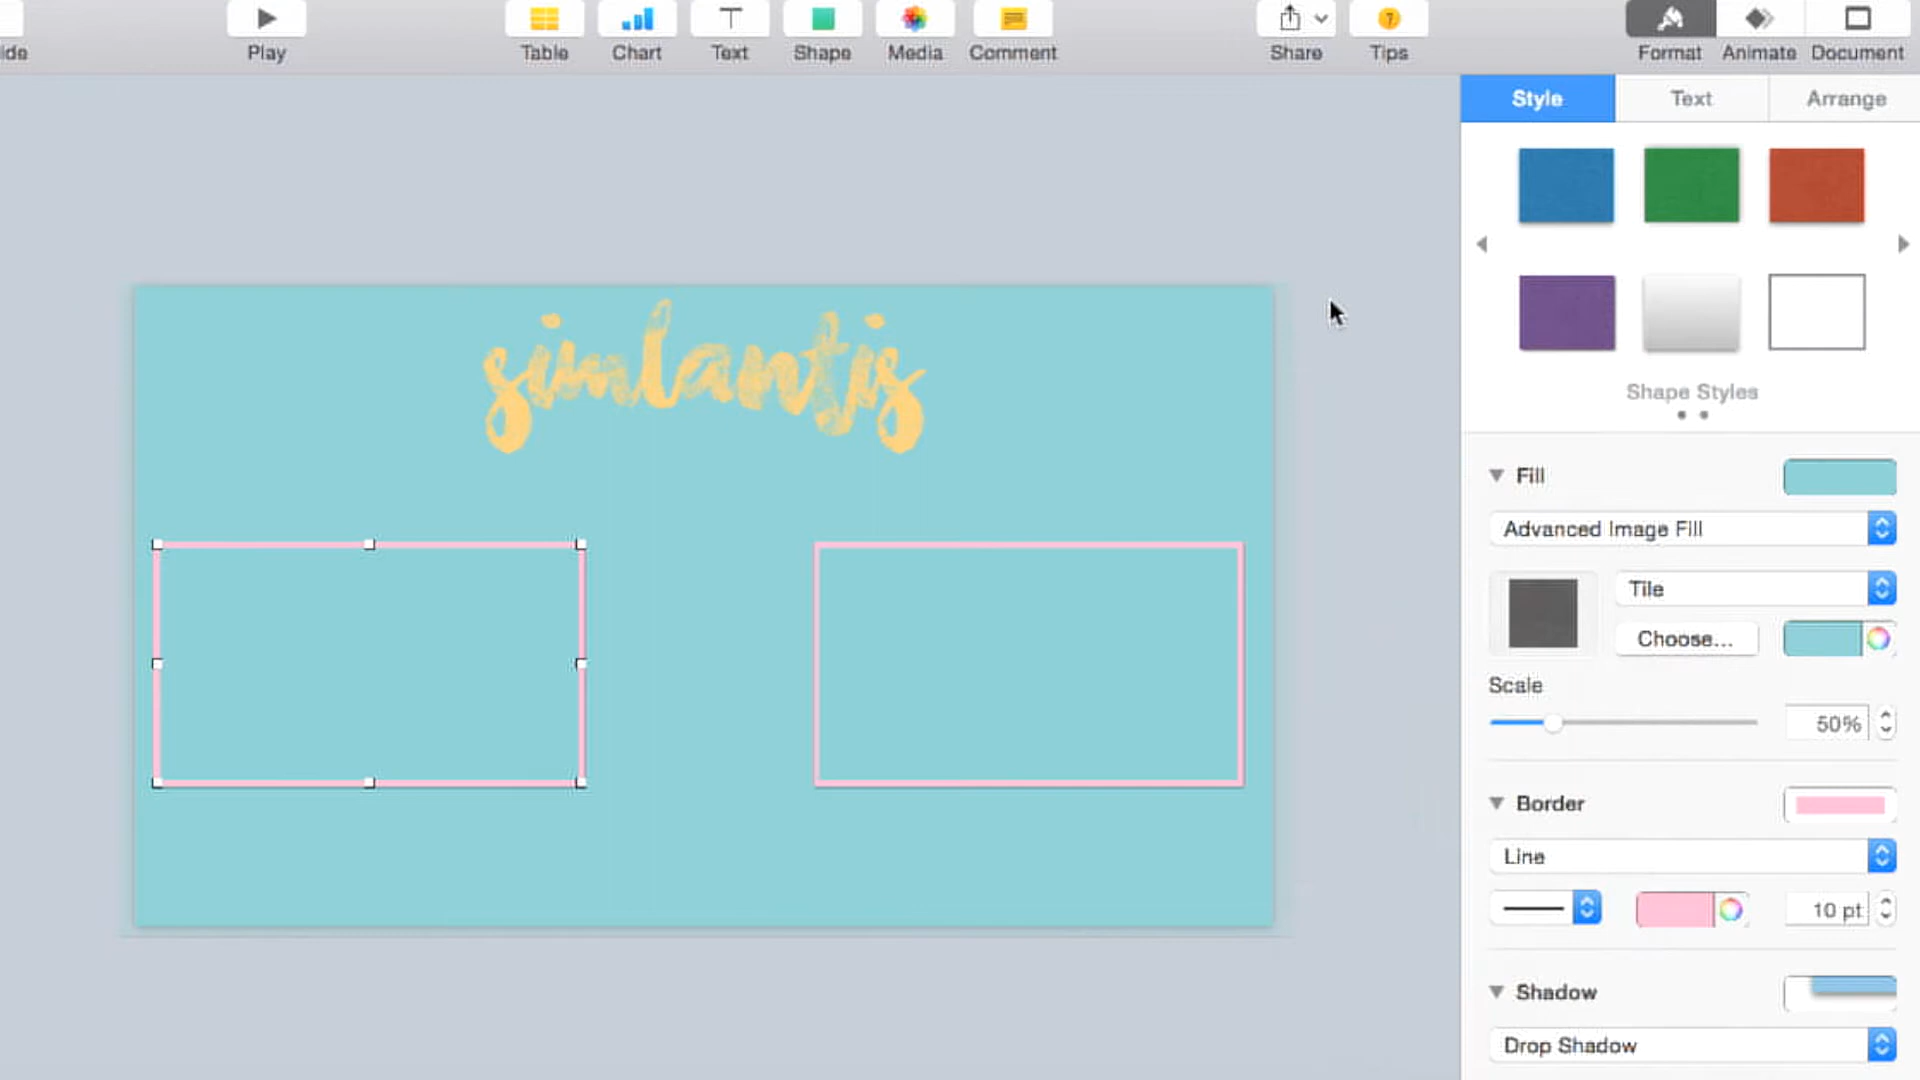 ide
Play
Table
Chart
Text
Shape
Media
Comment
Share
Tips
Format
Animate
Document
Style
Text
Arrange
Shape Styles
simlantis
Fill
Advanced Image Fill
Tile
Choose...
Scale
50%
Border
Line
10 pt
Shadow
Drop Shadow